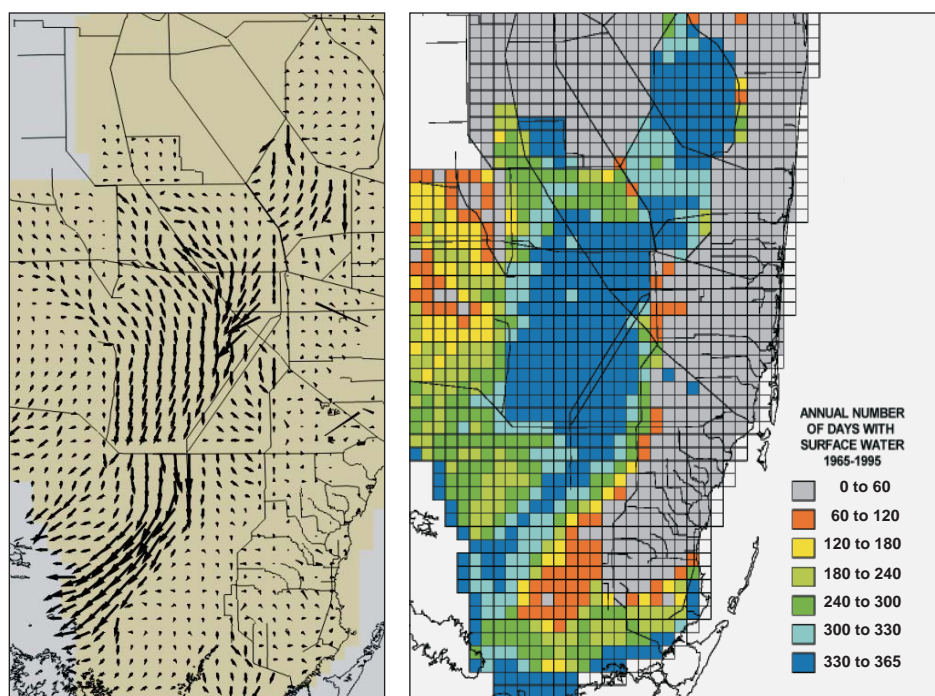 ANNUAL NUMBER
OF DAYS WITH
SURFACE WATER
1965-1995
0 to 60
60 to 120
120 to 180
180 to 240
240 to 300
300 to 330
330 to 365